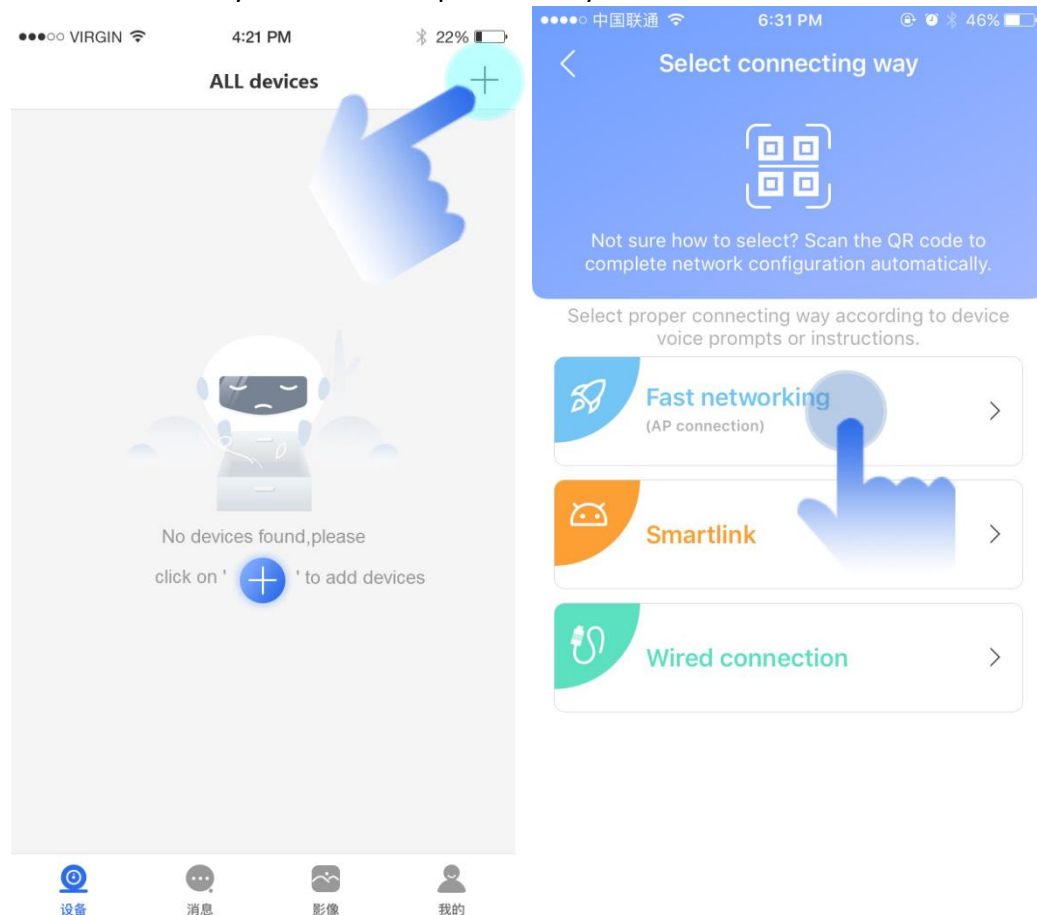 VIRGIN 4:21 PM 22%
ALL devices
No devices found,please
click on ' ' to add devices
设备 消息 影像 我的
中国联通 6:31 PM 46%
Select connecting way
Not sure how to select? Scan the QR code to
complete network configuration automatically.
Select proper connecting way according to device
voice prompts or instructions.
Fast networking
(AP connection)
Smartlink
Wired connection